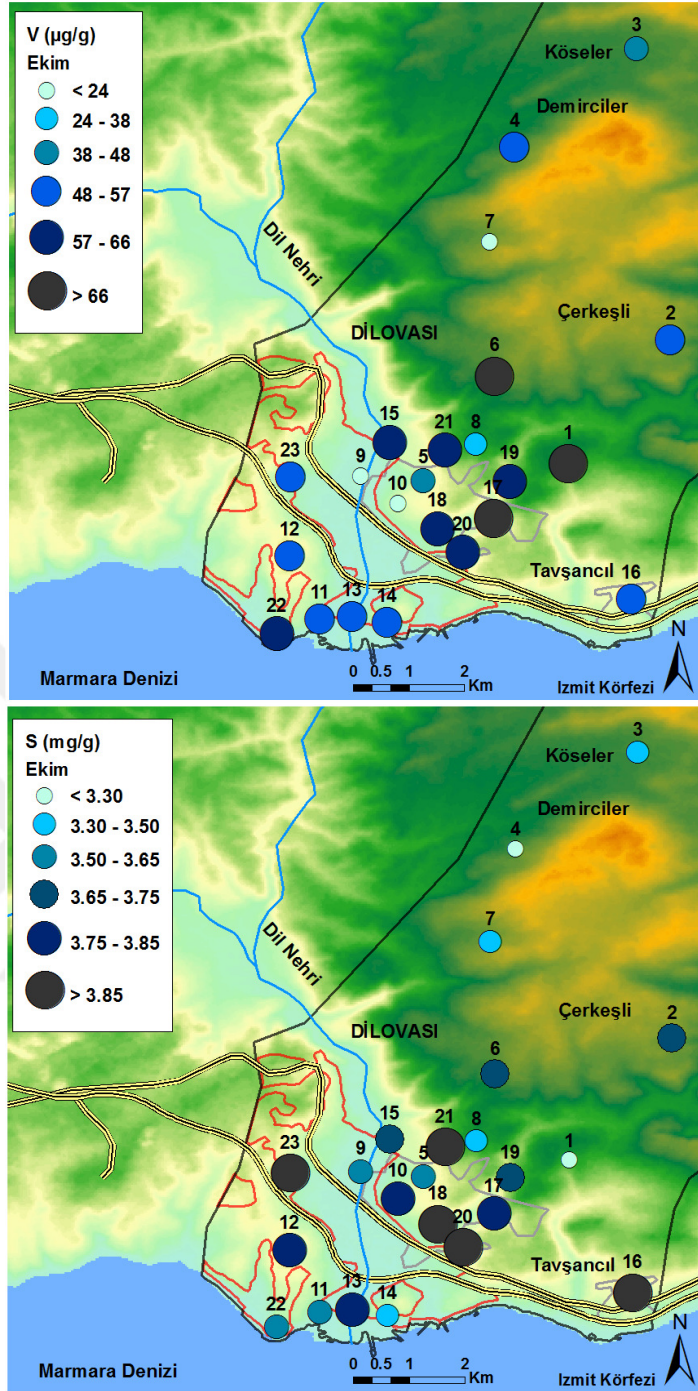 V (µg/g)
Ekim
< 24
24 - 38
38 - 48
48 - 57
57 - 66
> 66
3
Köseler
Demirciler
4
7
Dil Nehri
Çerkeşli
2
DİLOVASI
6
15
21
8
1
23
9
5
19
10
17
18
20
12
Tavşancıl
16
11
13
14
22
N
Marmara Denizi
0 0.5 1 2
Km
Izmit Körfezi
S (mg/g)
Ekim
< 3.30
3.30 - 3.50
3.50 - 3.65
3.65 - 3.75
3.75 - 3.85
> 3.85
3
Köseler
Demirciler
4
7
Dil Nehri
Çerkeşli
2
DİLOVASI
6
15
21
8
1
23
9
5
19
10
17
18
20
12
Tavşancıl
16
11
13
14
22
N
Marmara Denizi
0 0.5 1 2
Km
Izmit Körfezi